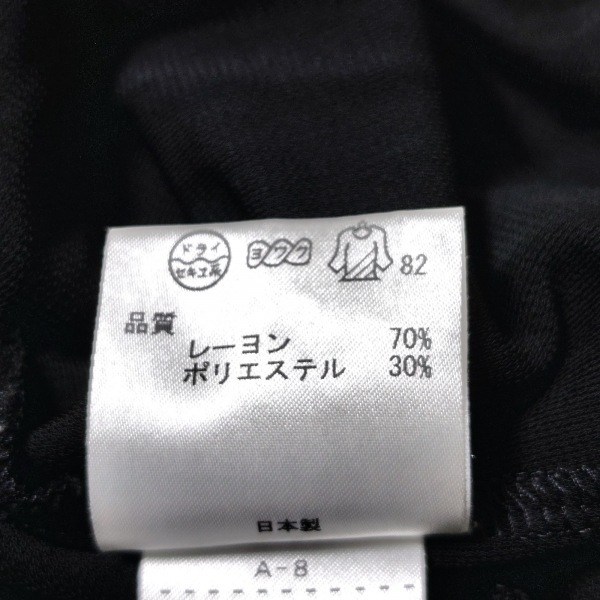 ドライ
セキユ系
ヨワク
82
品質
レーヨン 70%
ポリエステル 30%
日本製
A-8